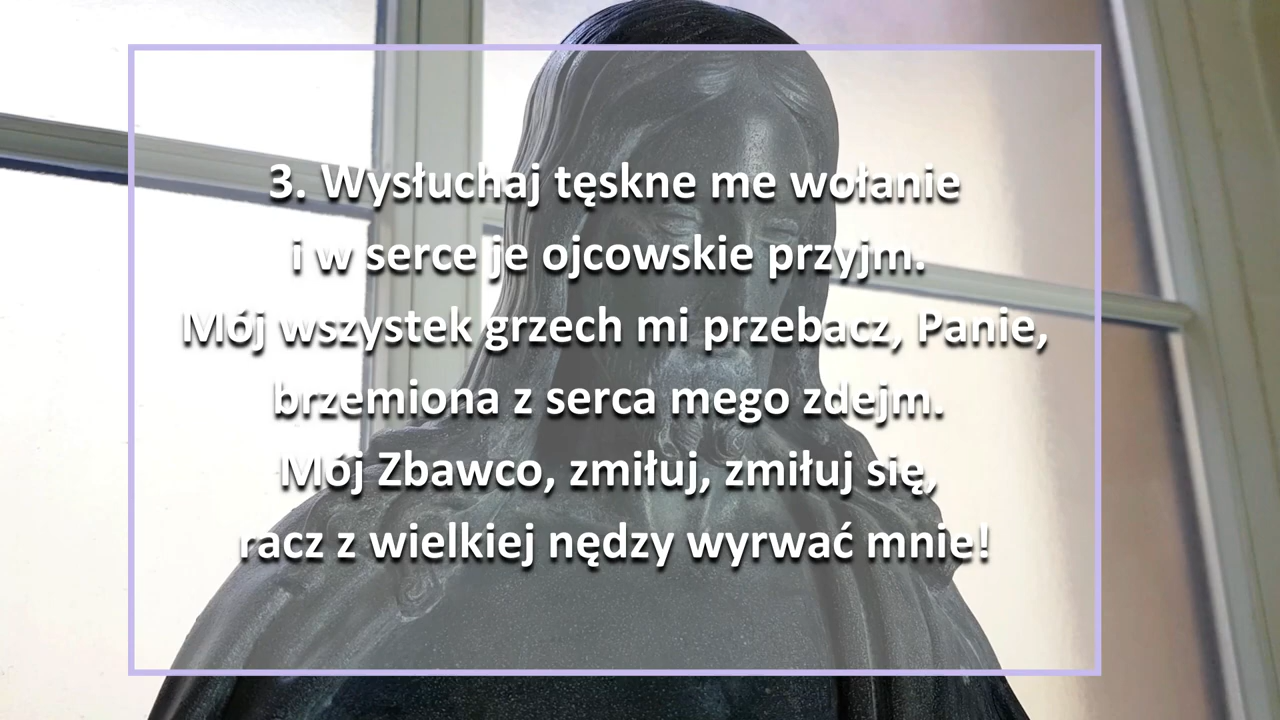 3. Wysłuchaj tęskne me wołanie
i w serce je ojcowskie przyjm.
Mój wszystek grzech mi przebacz, Panie,
brzemiona z serca mego zdejm.
Mój Zbawco, zmiłuj, zmiłuj się,
racz z wielkiej nędzy wyrwać mnie!